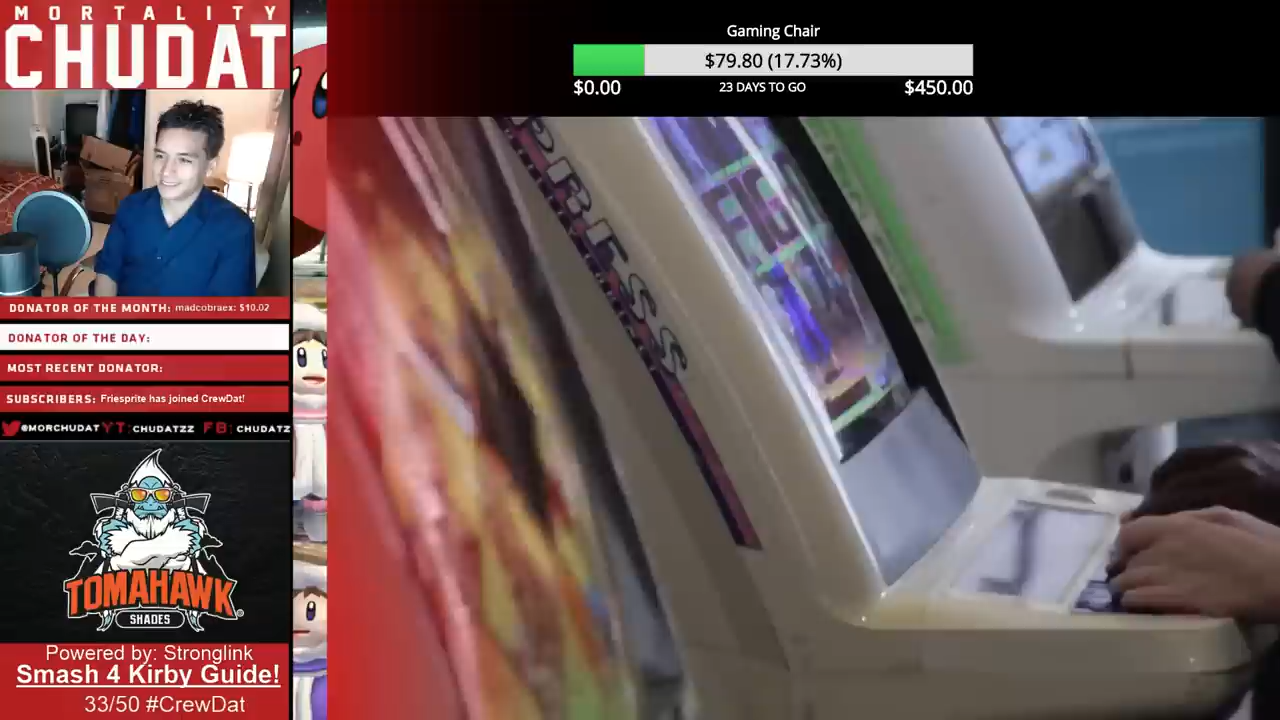 MORTALITY
CHUDAT
DONATOR OF THE MONTH: madcobraex: $10.02
DONATOR OF THE DAY:
MOST RECENT DONATOR:
SUBSCRIBERS: Friesprite has joined CrewDat!
@MORCHUDAT YT: CHUDATZZ FB: CHUDATZ
TOMAHAWK
SHADES
Powered by: Stronglink
Smash 4 Kirby Guide!
33/50 #CrewDat
Gaming Chair
$79.80 (17.73%)
$0.00 23 DAYS TO GO $450.00